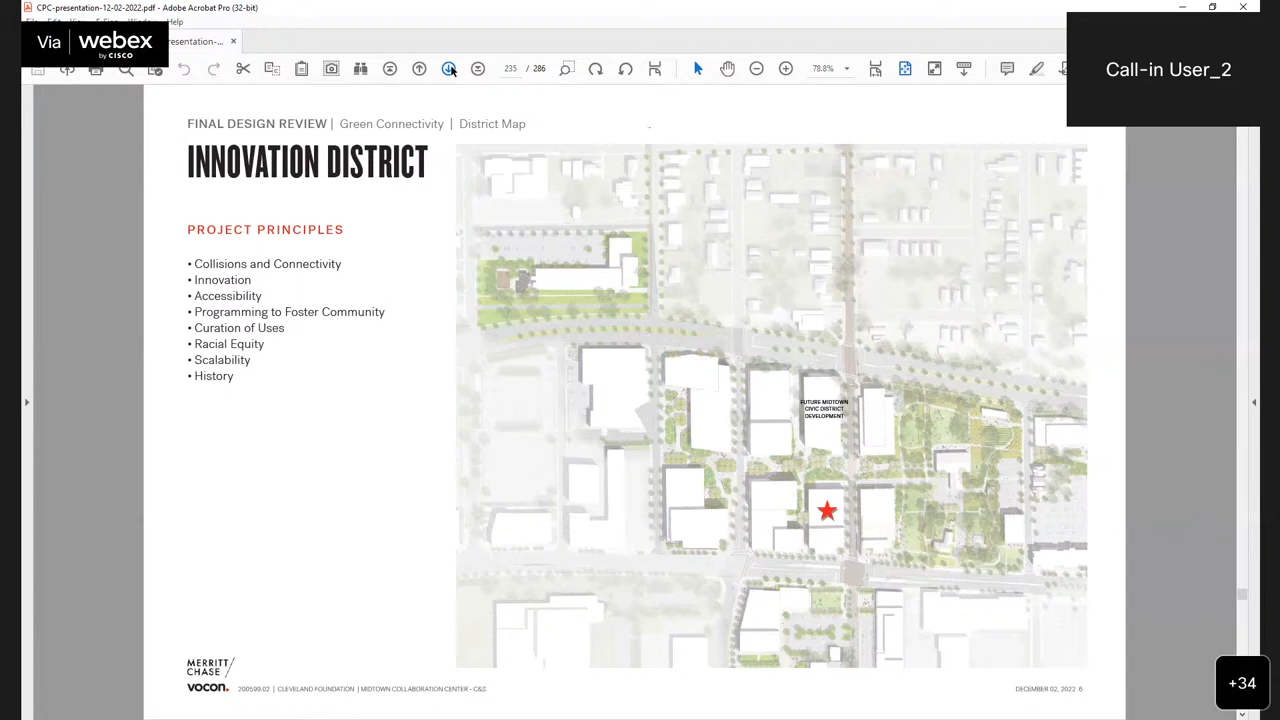 CPC-presentation-12-02-2022.pdf - Adobe Acrobat Pro (32-bit)
Help
Via webex
by CISCO
resentation-...
235 / 286
78.8%
Call-in User_2
FINAL DESIGN REVIEW | Green Connectivity | District Map
INNOVATION DISTRICT
PROJECT PRINCIPLES
• Collisions and Connectivity
• Innovation
• Accessibility
• Programming to Foster Community
• Curation of Uses
• Racial Equity
• Scalability
• History
FUTURE MIDTOWN
CIVIC DISTRICT
DEVELOPMENT
MERRITT
CHASE
vocon. 200599.02 | CLEVELAND FOUNDATION | MIDTOWN COLLABORATION CENTER - C&S
DECEMBER 02, 2022 6
+34